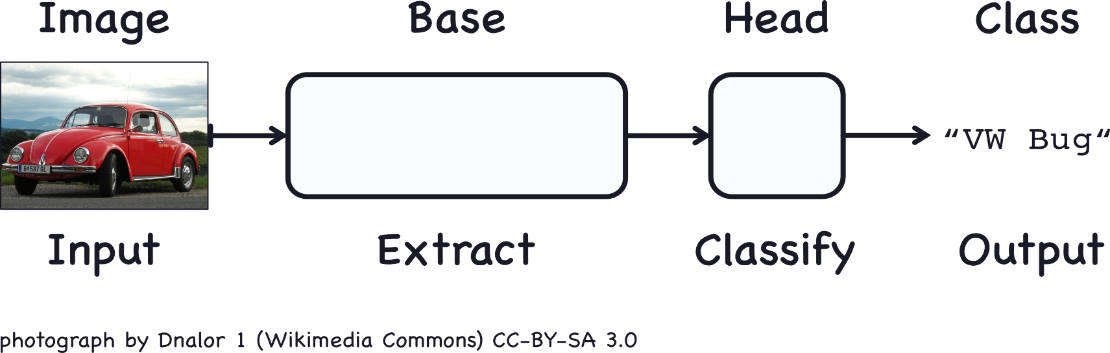 Image Base Head Class
“VW Bug“
Input Extract Classify Output
photograph by Dnalor 1 (Wikimedia Commons) CC-BY-SA 3.0